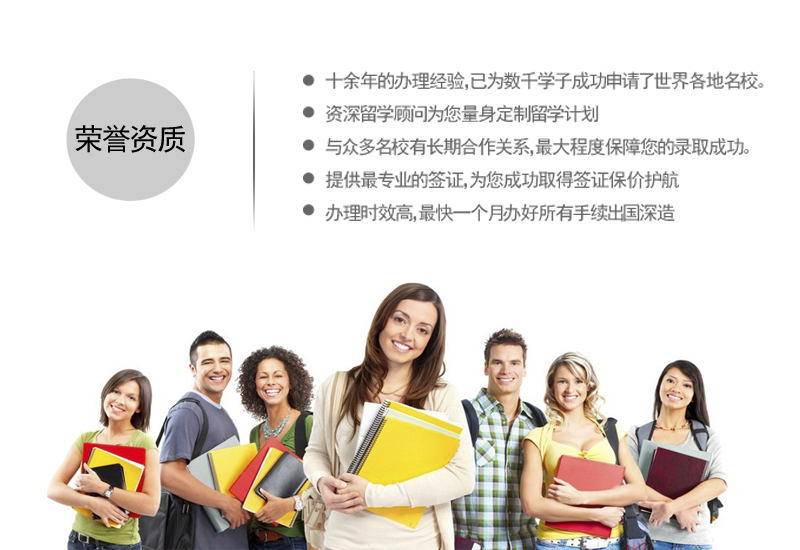 荣誉资质
十余年的办理经验,已为数千学子成功申请了世界各地名校。
资深留学顾问为您量身定制留学计划
与众多名校有长期合作关系,最大程度保障您的录取成功。
提供最专业的签证,为您成功取得签证保价护航
办理时效高,最快一个月办好所有手续出国深造